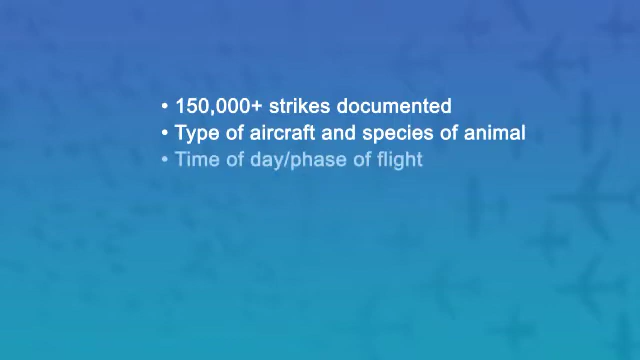 • 150,000+ strikes documented
• Type of aircraft and species of animal
• Time of day/phase of flight